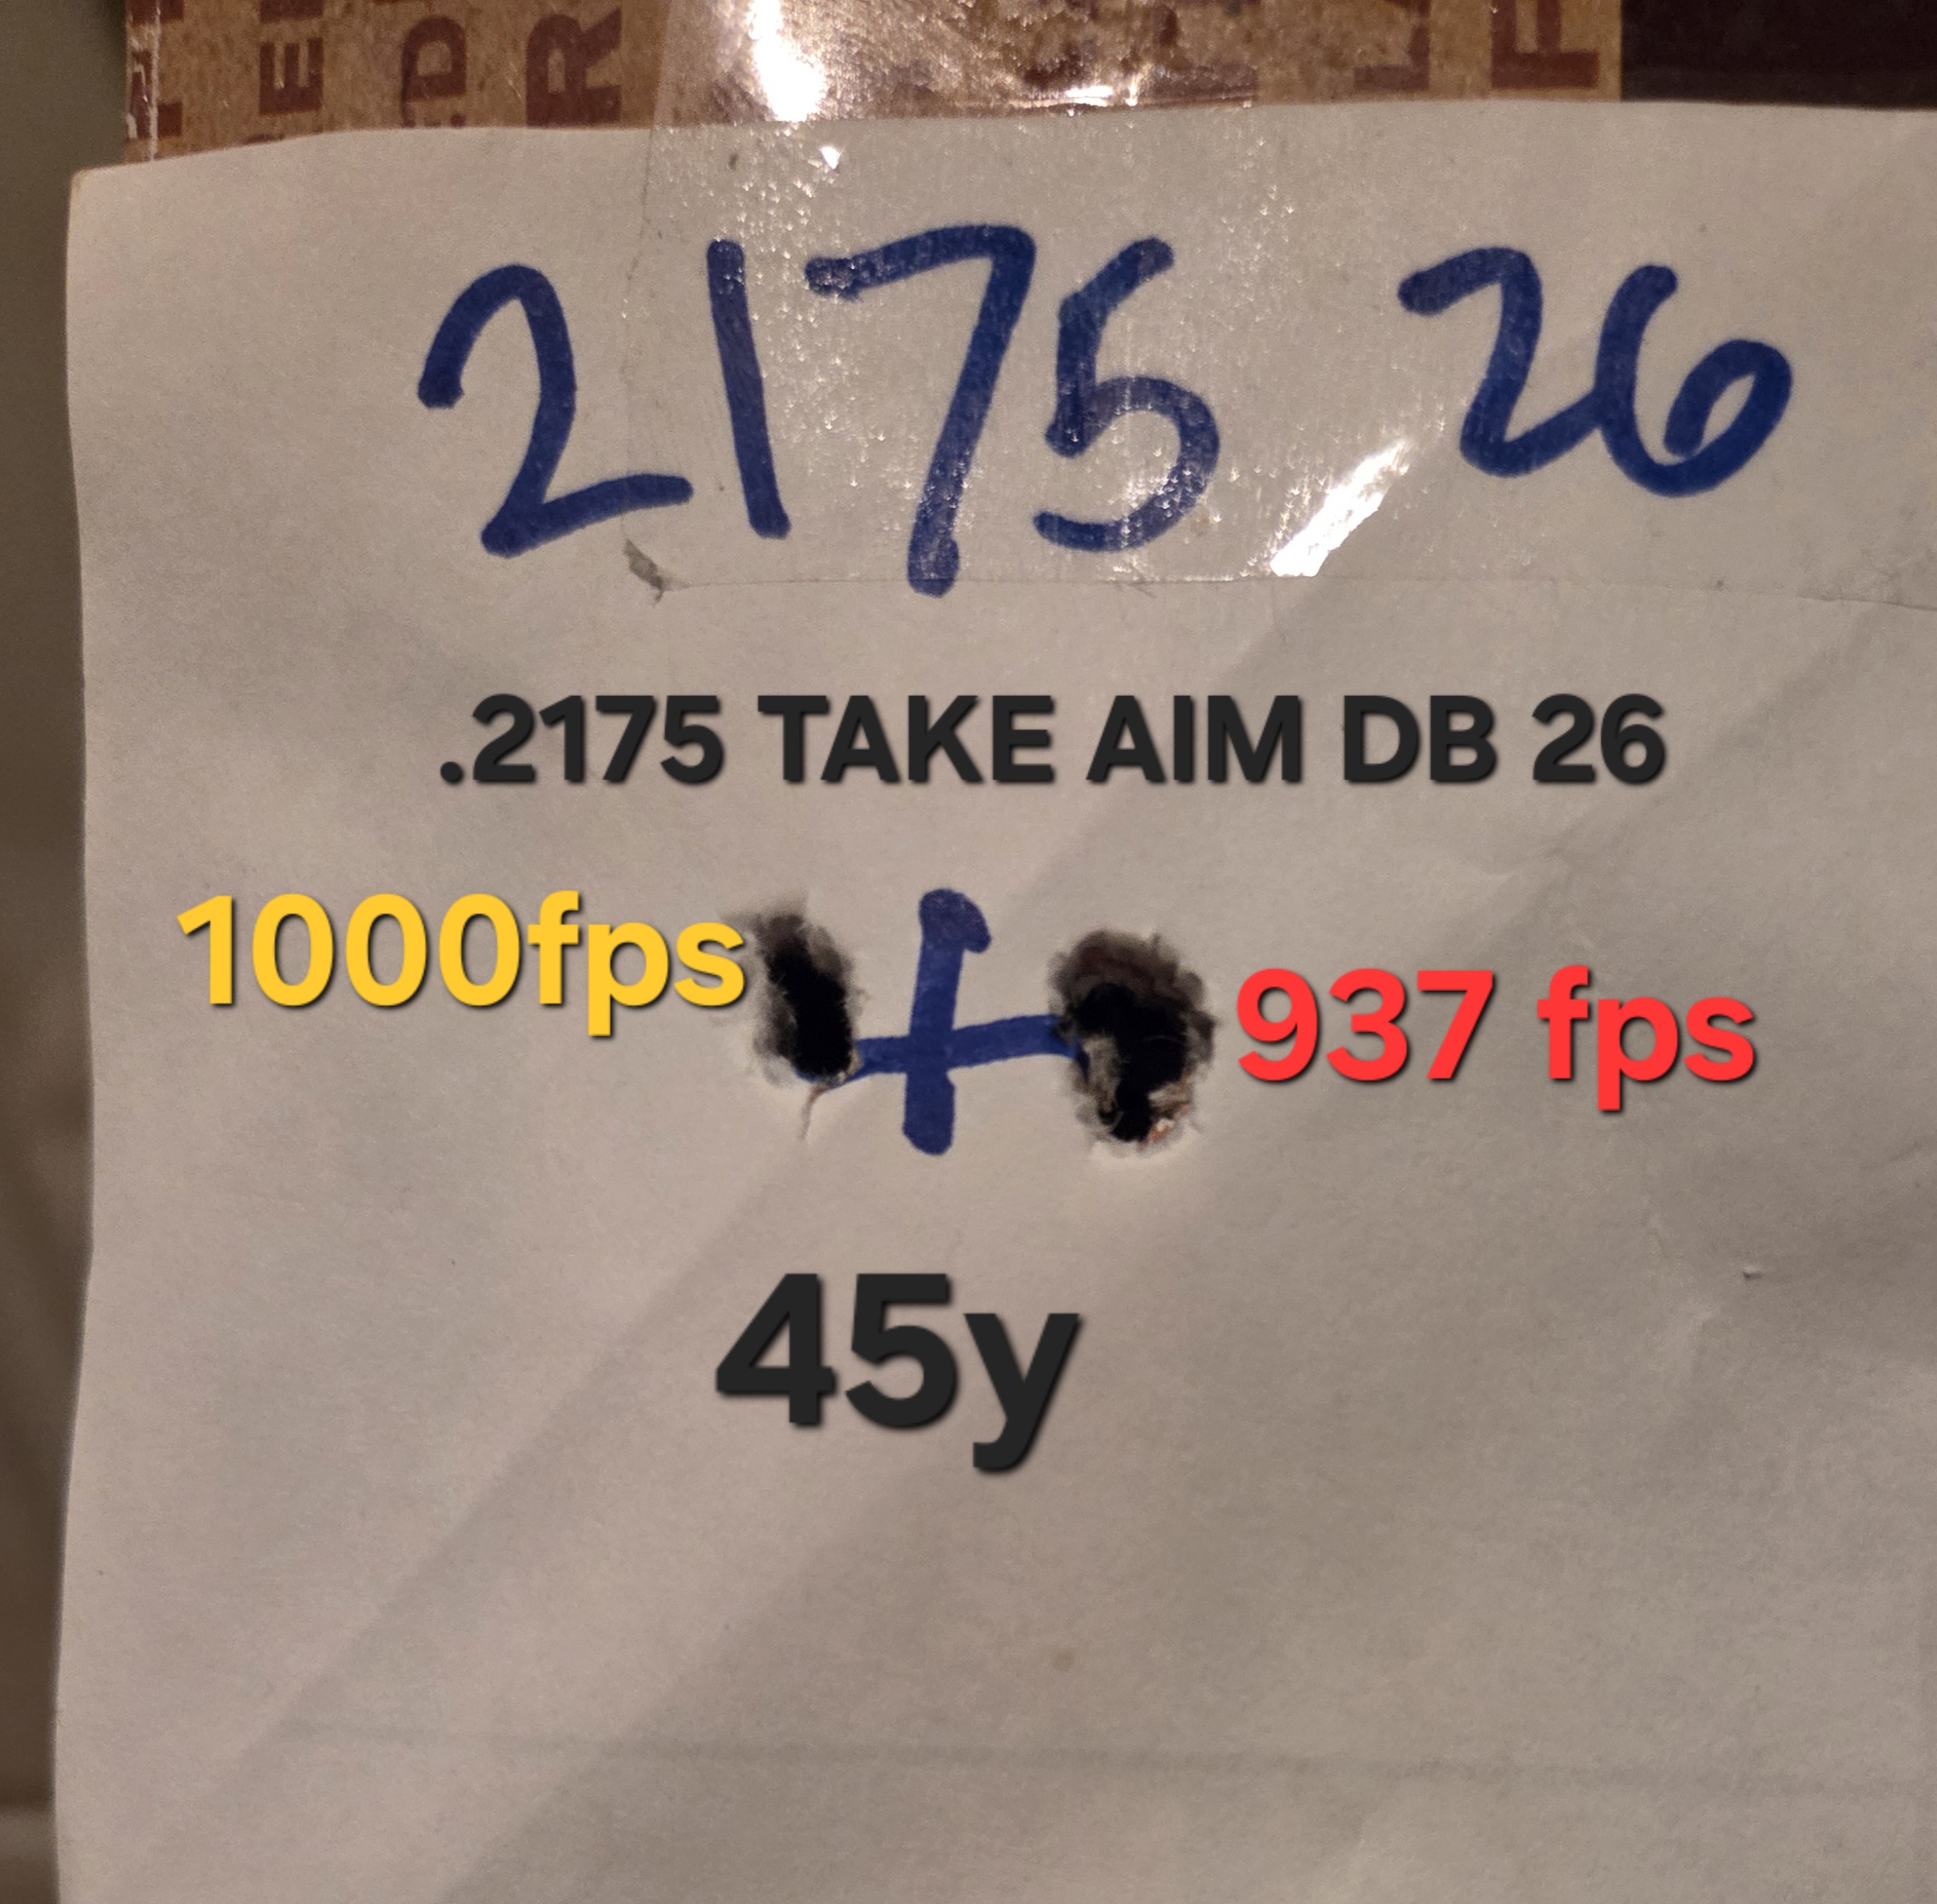 2175 26
.2175 TAKE AIM DB 26
1000fps
937 fps
45y